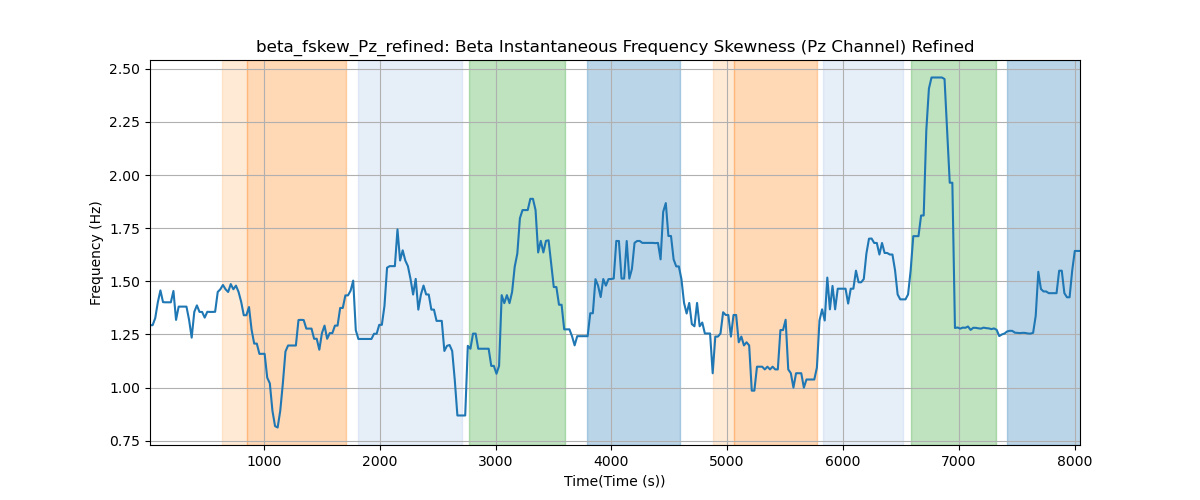 beta_fskew_Pz_refined: Beta Instantaneous Frequency Skewness (Pz Channel) Refined
Frequency (Hz)
2.50
2.25
2.00
1.75
1.50
1.25
1.00
0.75
1000 2000 3000 4000 5000 6000 7000 8000
Time(Time (s))